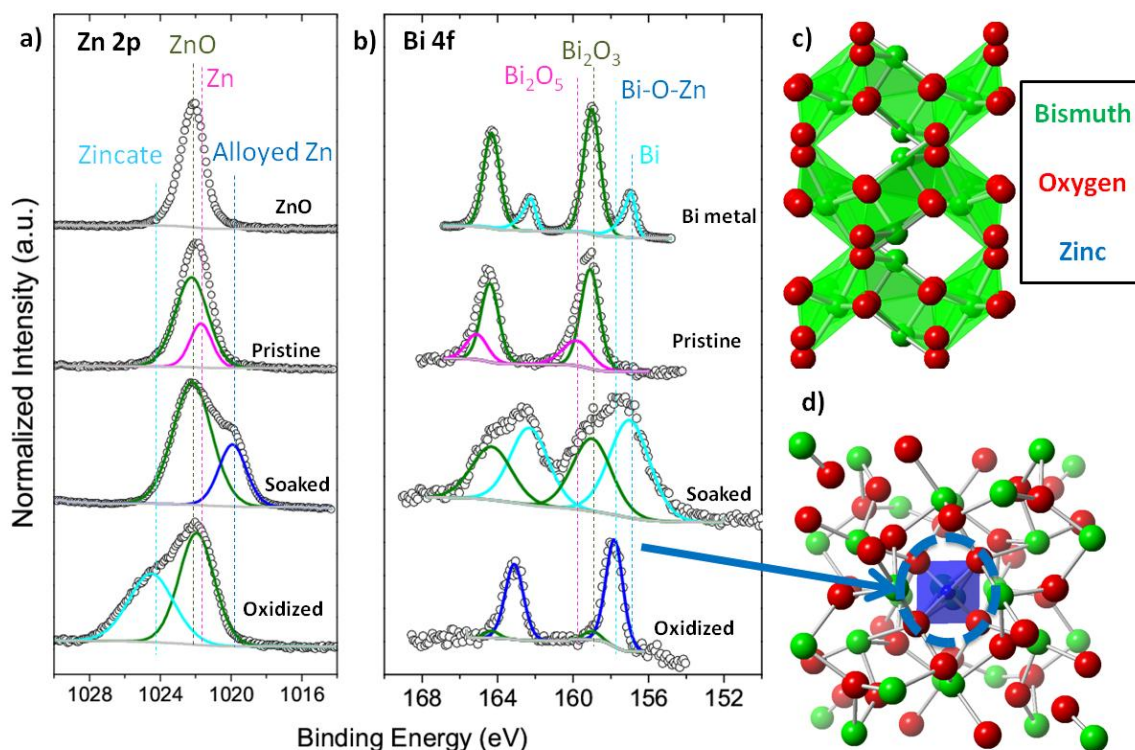 a)
Zn 2p
ZnO
Zn
Zincate
Alloyed Zn
ZnO
Pristine
Soaked
Oxidized
1028 1024 1020 1016
b)
Bi 4f
Bi₂O₃
Bi₂O₅
Bi-O-Zn
Bi
Bi metal
Pristine
Soaked
Oxidized
168 164 160 156 152
Normalized Intensity (a.u.)
Binding Energy (eV)
c)
Bismuth
Oxygen
Zinc
d)